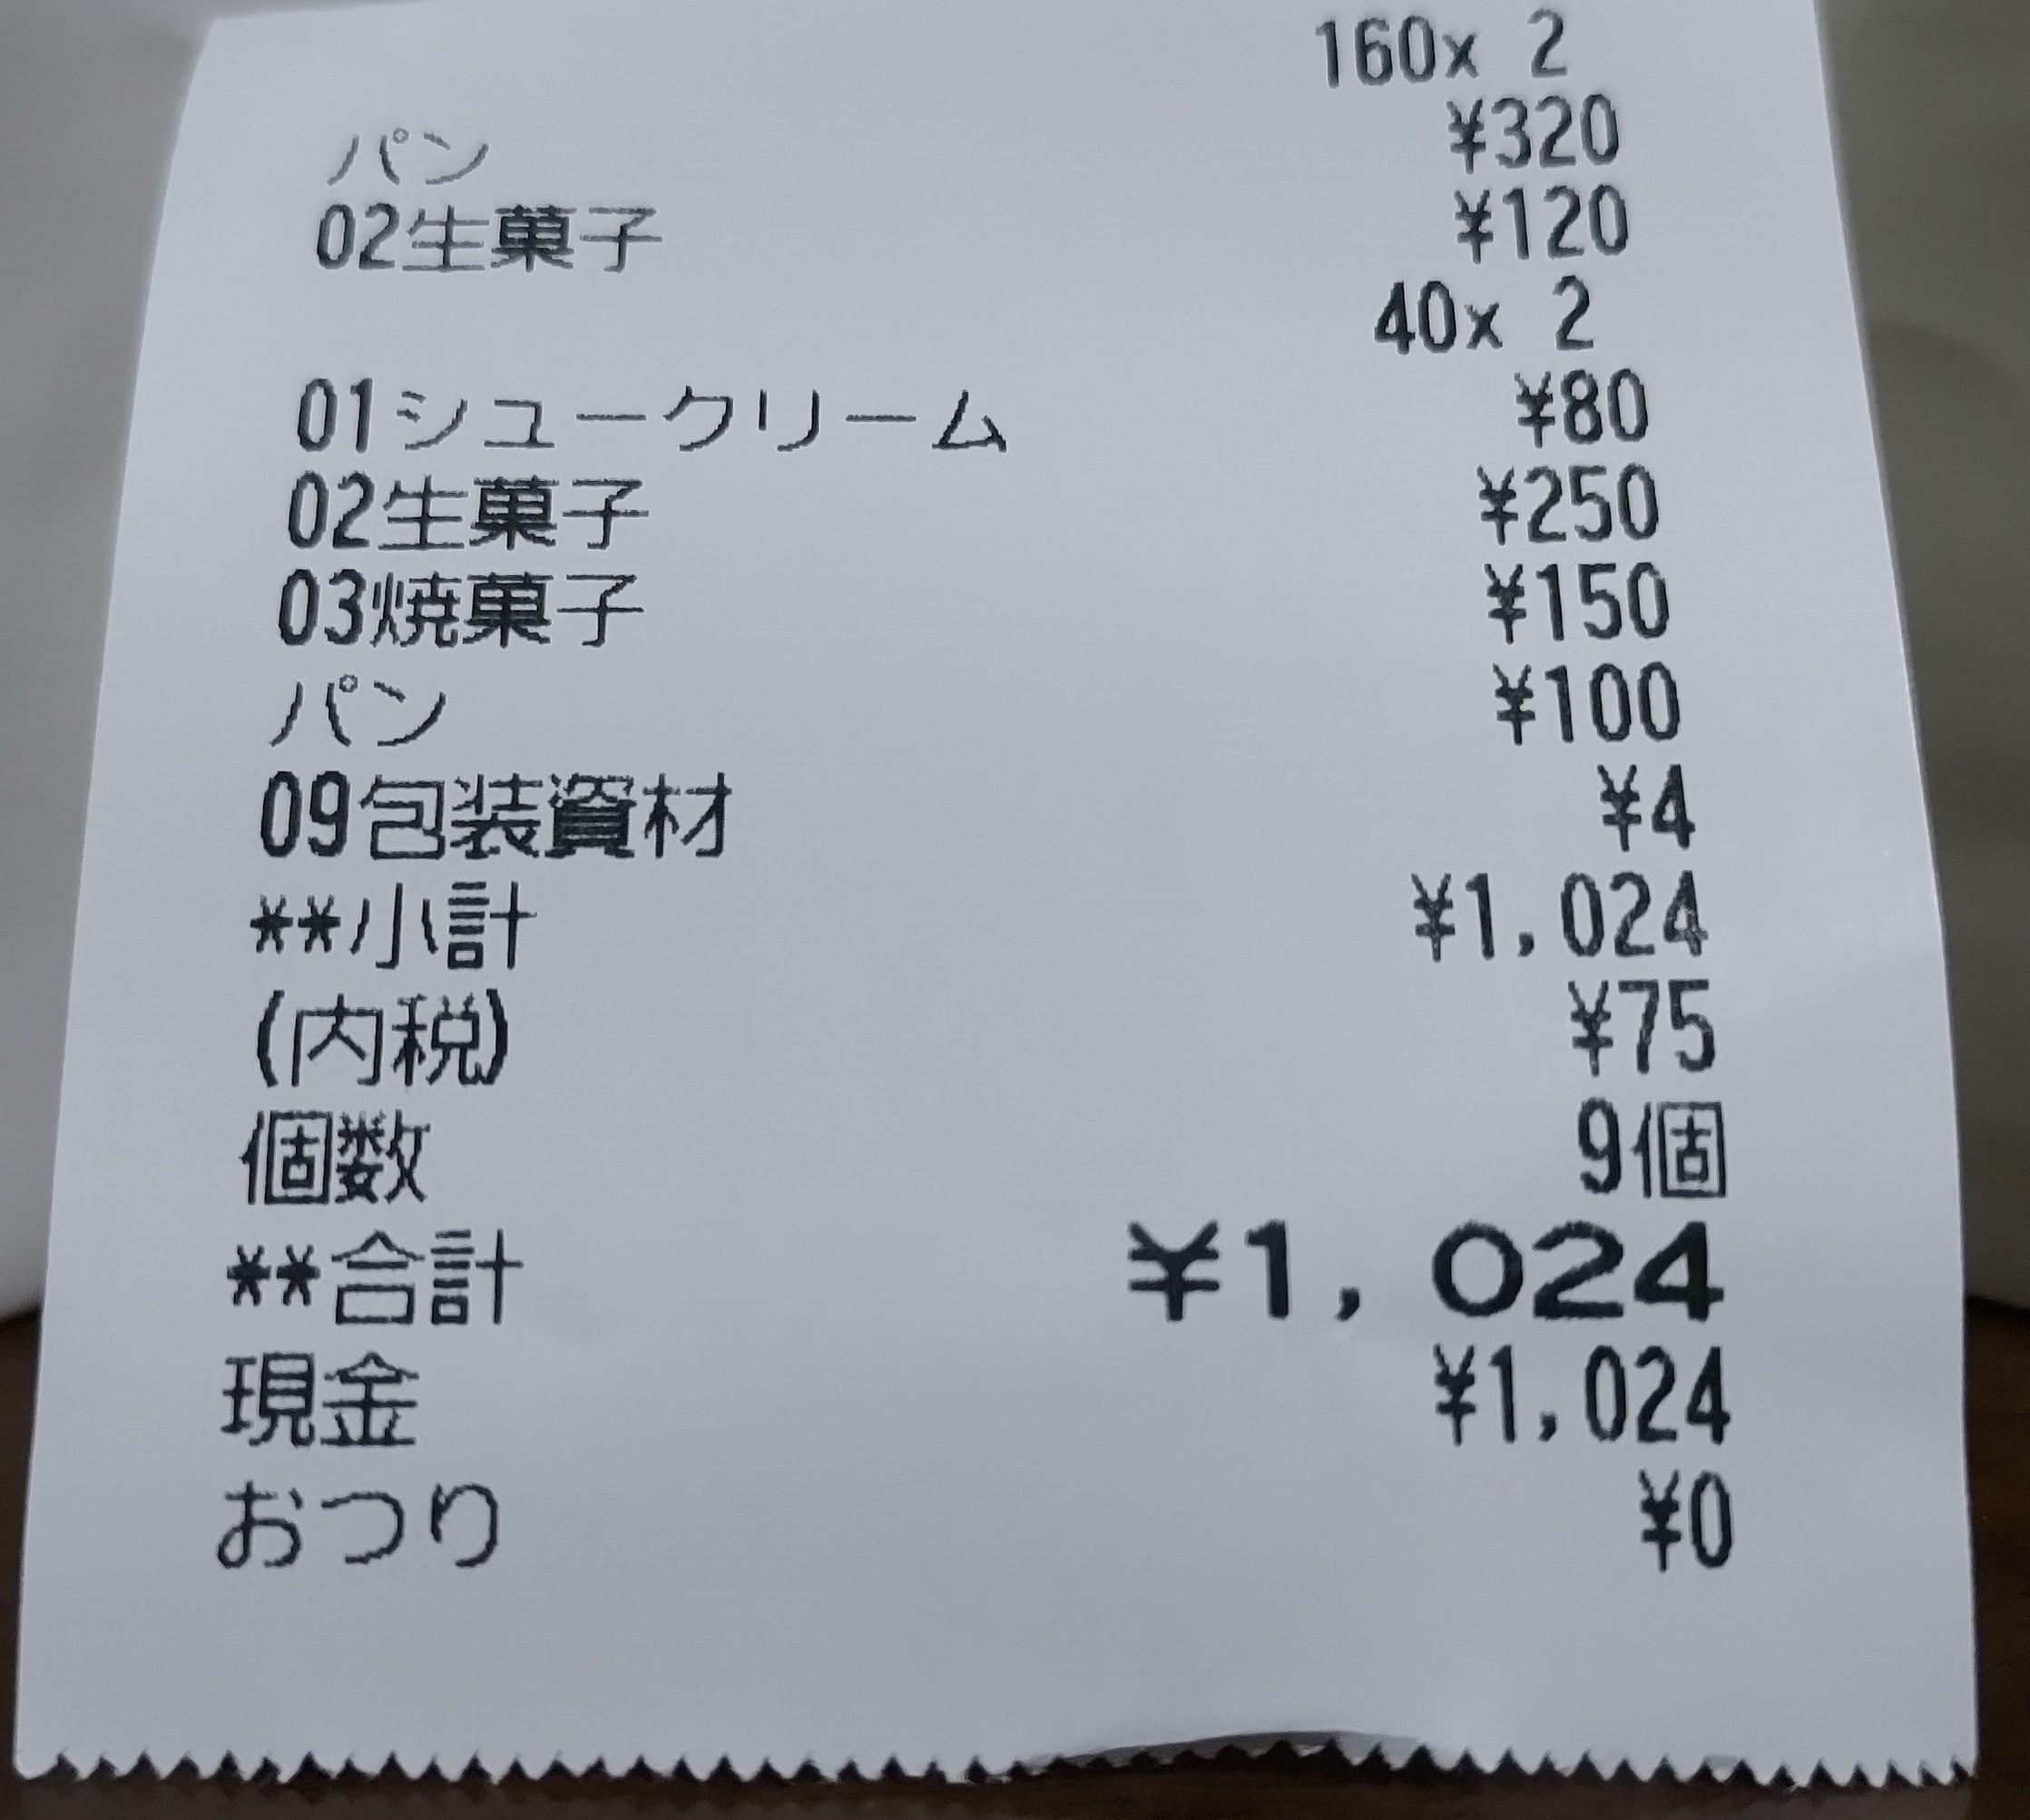 160x 2
パン ¥320
02生菓子 ¥120
40x 2
01シュークリーム ¥80
02生菓子 ¥250
03焼菓子 ¥150
パン ¥100
09包装資材 ¥4
**小計 ¥1,024
(内税) ¥75
個数 9個
**合計 ¥1,024
現金 ¥1,024
おつり ¥0